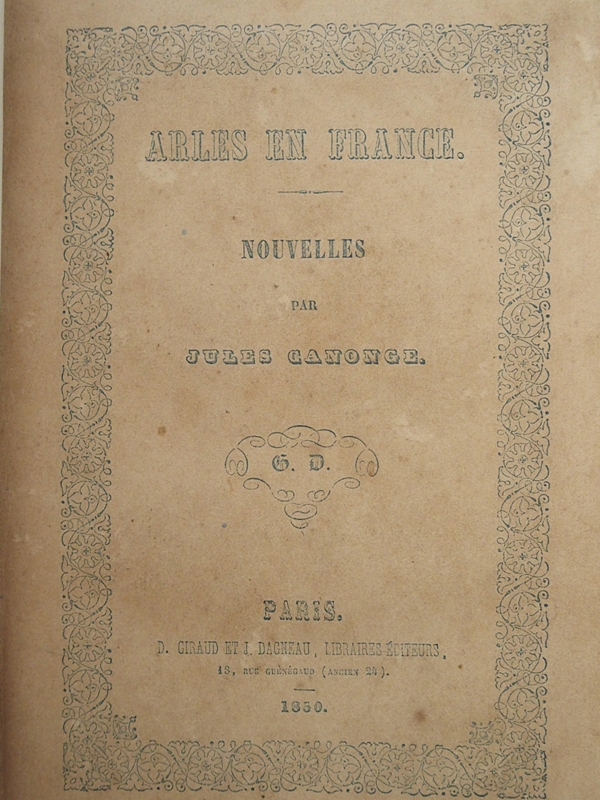 ARLES EN FRANCE.
NOUVELLES
PAR
JULES CANONGE.
G. D.
PARIS.
D. GIRAUD ET J. DAGNEAU, LIBRAIRES-ÉDITEURS,
18, RUE GUÉNÉGAUD (ANCIEN 24).
1850.